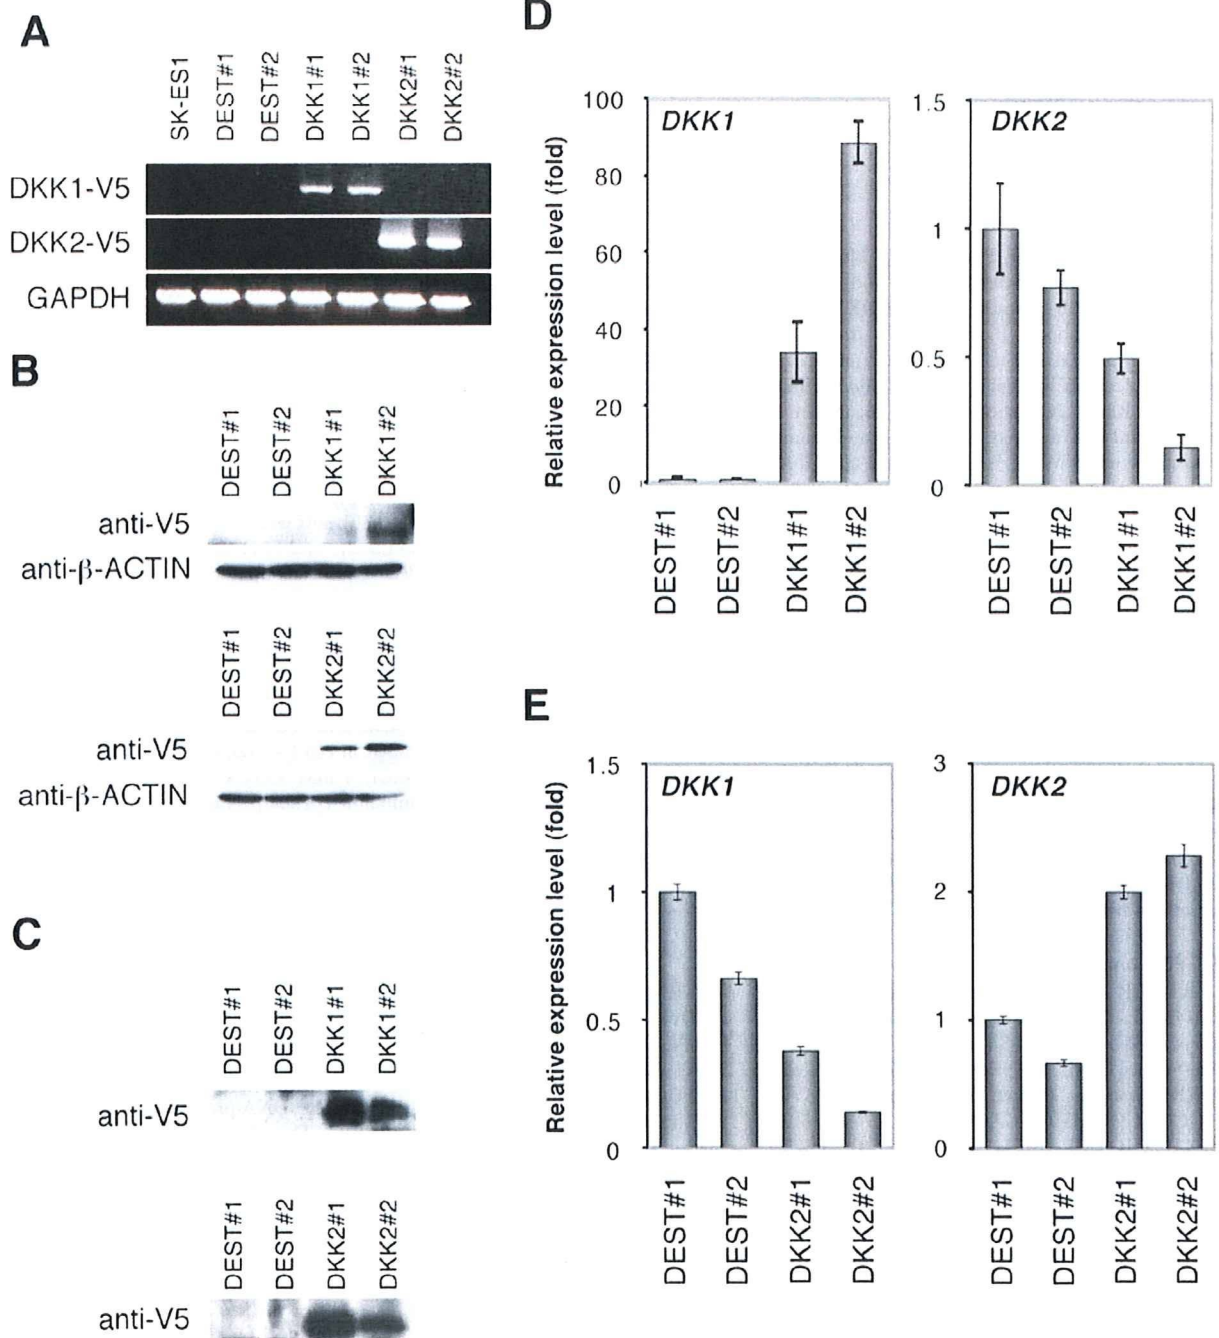 A
SK-ES1 DEST#1 DEST#2 DKK1#1 DKK1#2 DKK2#1 DKK2#2
DKK1-V5
DKK2-V5
GAPDH
B
DEST#1 DEST#2 DKK1#1 DKK1#2
anti-V5
anti-β-ACTIN
DEST#1 DEST#2 DKK2#1 DKK2#2
anti-V5
anti-β-ACTIN
C
DEST#1 DEST#2 DKK1#1 DKK1#2
anti-V5
DEST#1 DEST#2 DKK2#1 DKK2#2
anti-V5
D
Relative expression level (fold)
100
80
60
40
20
0
DKK1
DEST#1 DEST#2 DKK1#1 DKK1#2
1.5
1
0.5
0
DKK2
DEST#1 DEST#2 DKK1#1 DKK1#2
E
Relative expression level (fold)
1.5
1
0.5
0
DKK1
DEST#1 DEST#2 DKK2#1 DKK2#2
3
2
1
0
DKK2
DEST#1 DEST#2 DKK2#1 DKK2#2